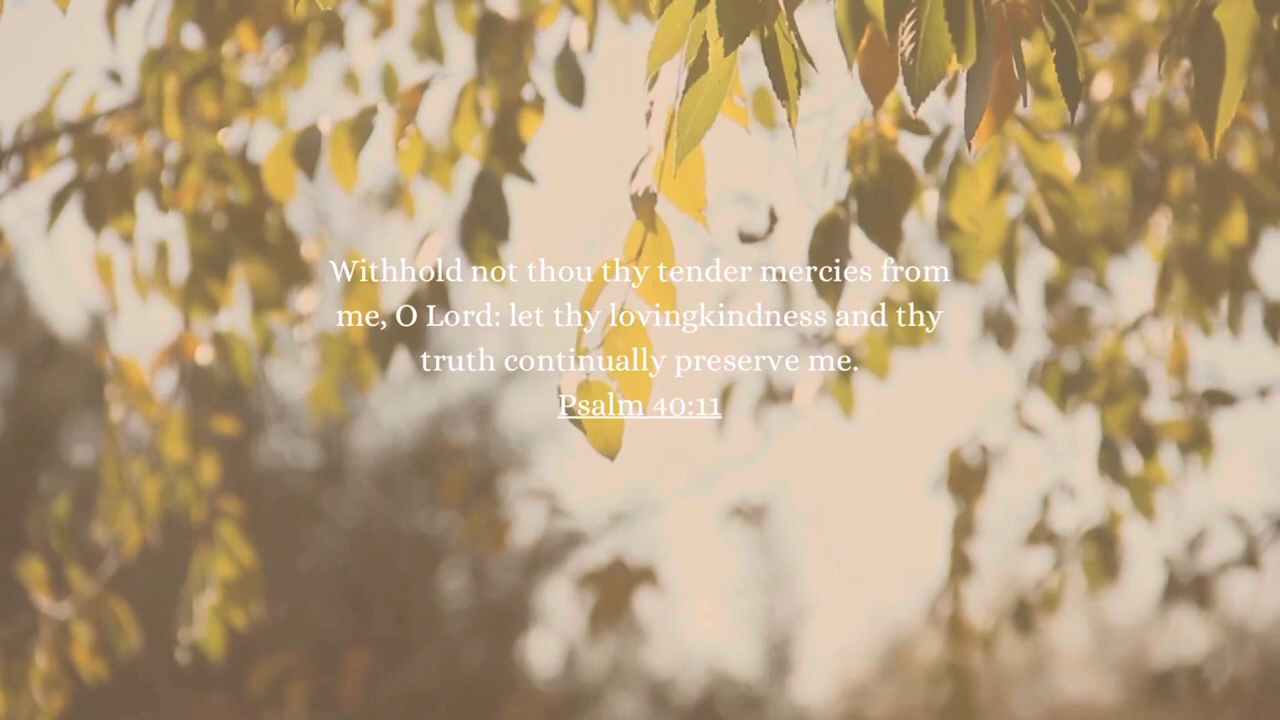 Withhold not thou thy tender mercies from
me, O Lord: let thy lovingkindness and thy
truth continually preserve me.
Psalm 40:11